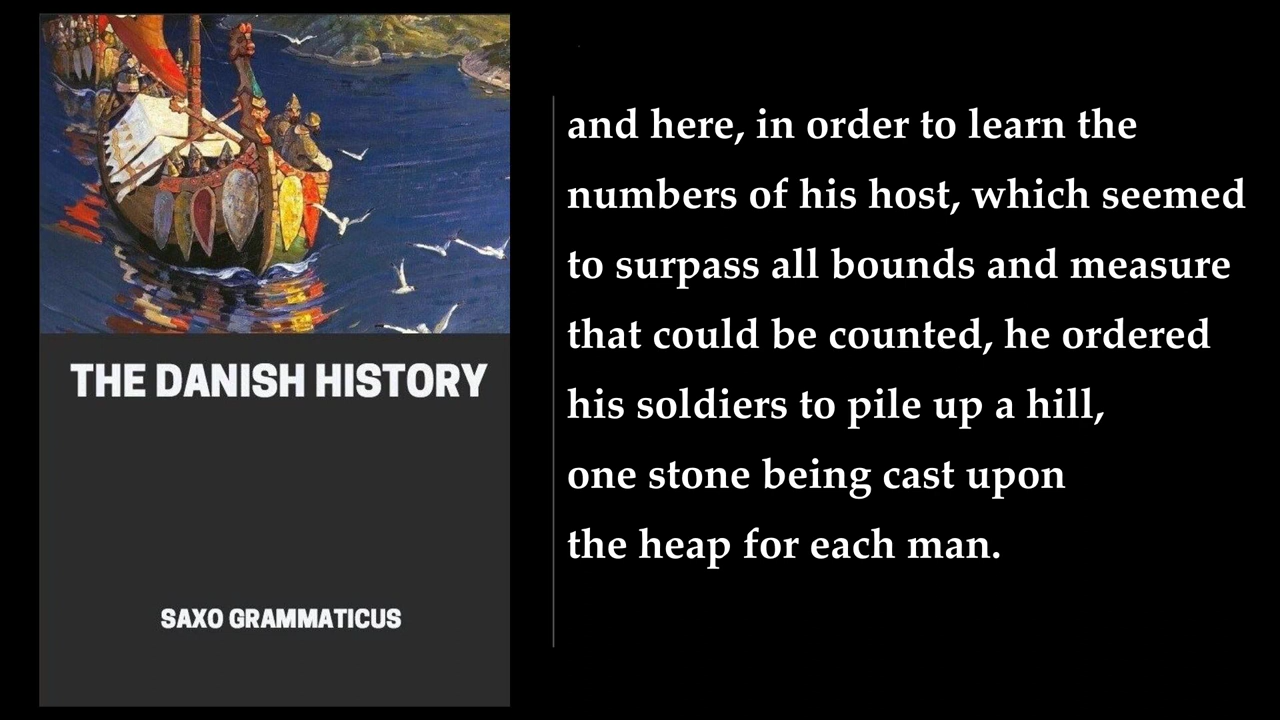 THE DANISH HISTORY
SAXO GRAMMATICUS
and here, in order to learn the
numbers of his host, which seemed
to surpass all bounds and measure
that could be counted, he ordered
his soldiers to pile up a hill,
one stone being cast upon
the heap for each man.